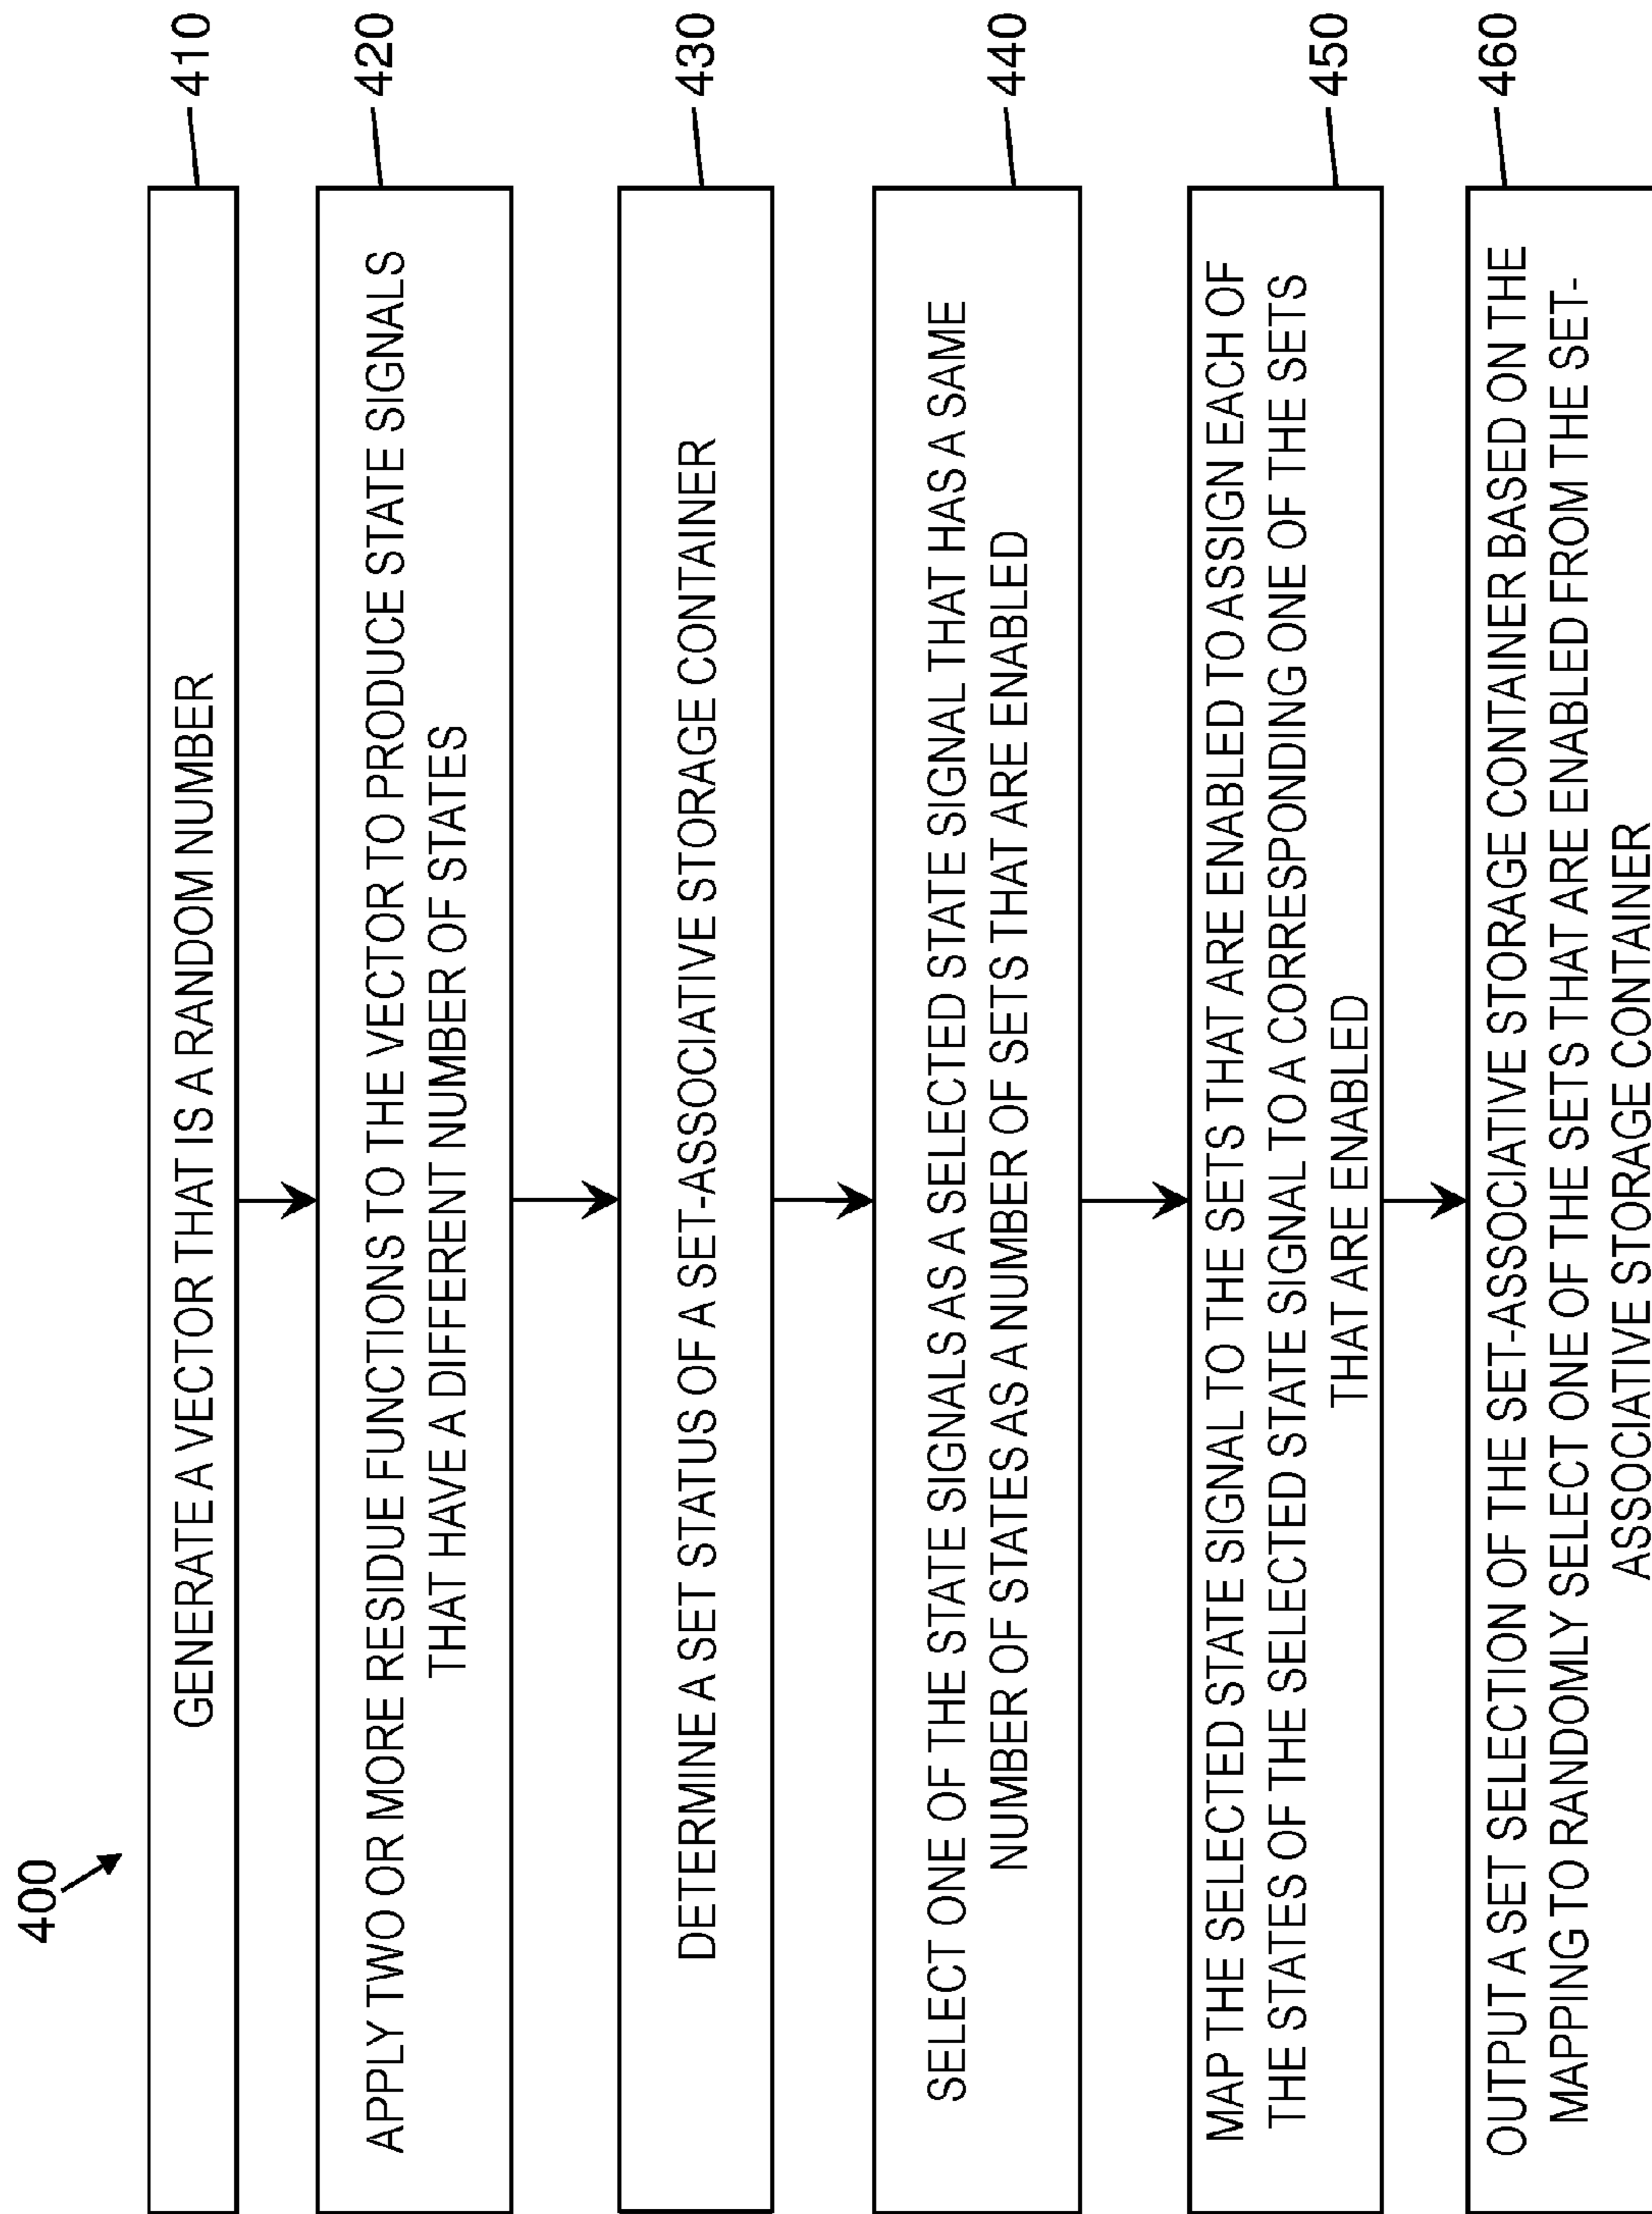 400
GENERATE A VECTOR THAT IS A RANDOM NUMBER
410
APPLY TWO OR MORE RESIDUE FUNCTIONS TO THE VECTOR TO PRODUCE STATE SIGNALS
THAT HAVE A DIFFERENT NUMBER OF STATES
420
DETERMINE A SET STATUS OF A SET-ASSOCIATIVE STORAGE CONTAINER
430
SELECT ONE OF THE STATE SIGNALS AS A SELECTED STATE SIGNAL THAT HAS A SAME
NUMBER OF STATES AS A NUMBER OF SETS THAT ARE ENABLED
440
MAP THE SELECTED STATE SIGNAL TO THE SETS THAT ARE ENABLED TO ASSIGN EACH OF
THE STATES OF THE SELECTED STATE SIGNAL TO A CORRESPONDING ONE OF THE SETS
THAT ARE ENABLED
450
OUTPUT A SET SELECTION OF THE SET-ASSOCIATIVE STORAGE CONTAINER BASED ON THE
MAPPING TO RANDOMLY SELECT ONE OF THE SETS THAT ARE ENABLED FROM THE SET-
ASSOCIATIVE STORAGE CONTAINER
460